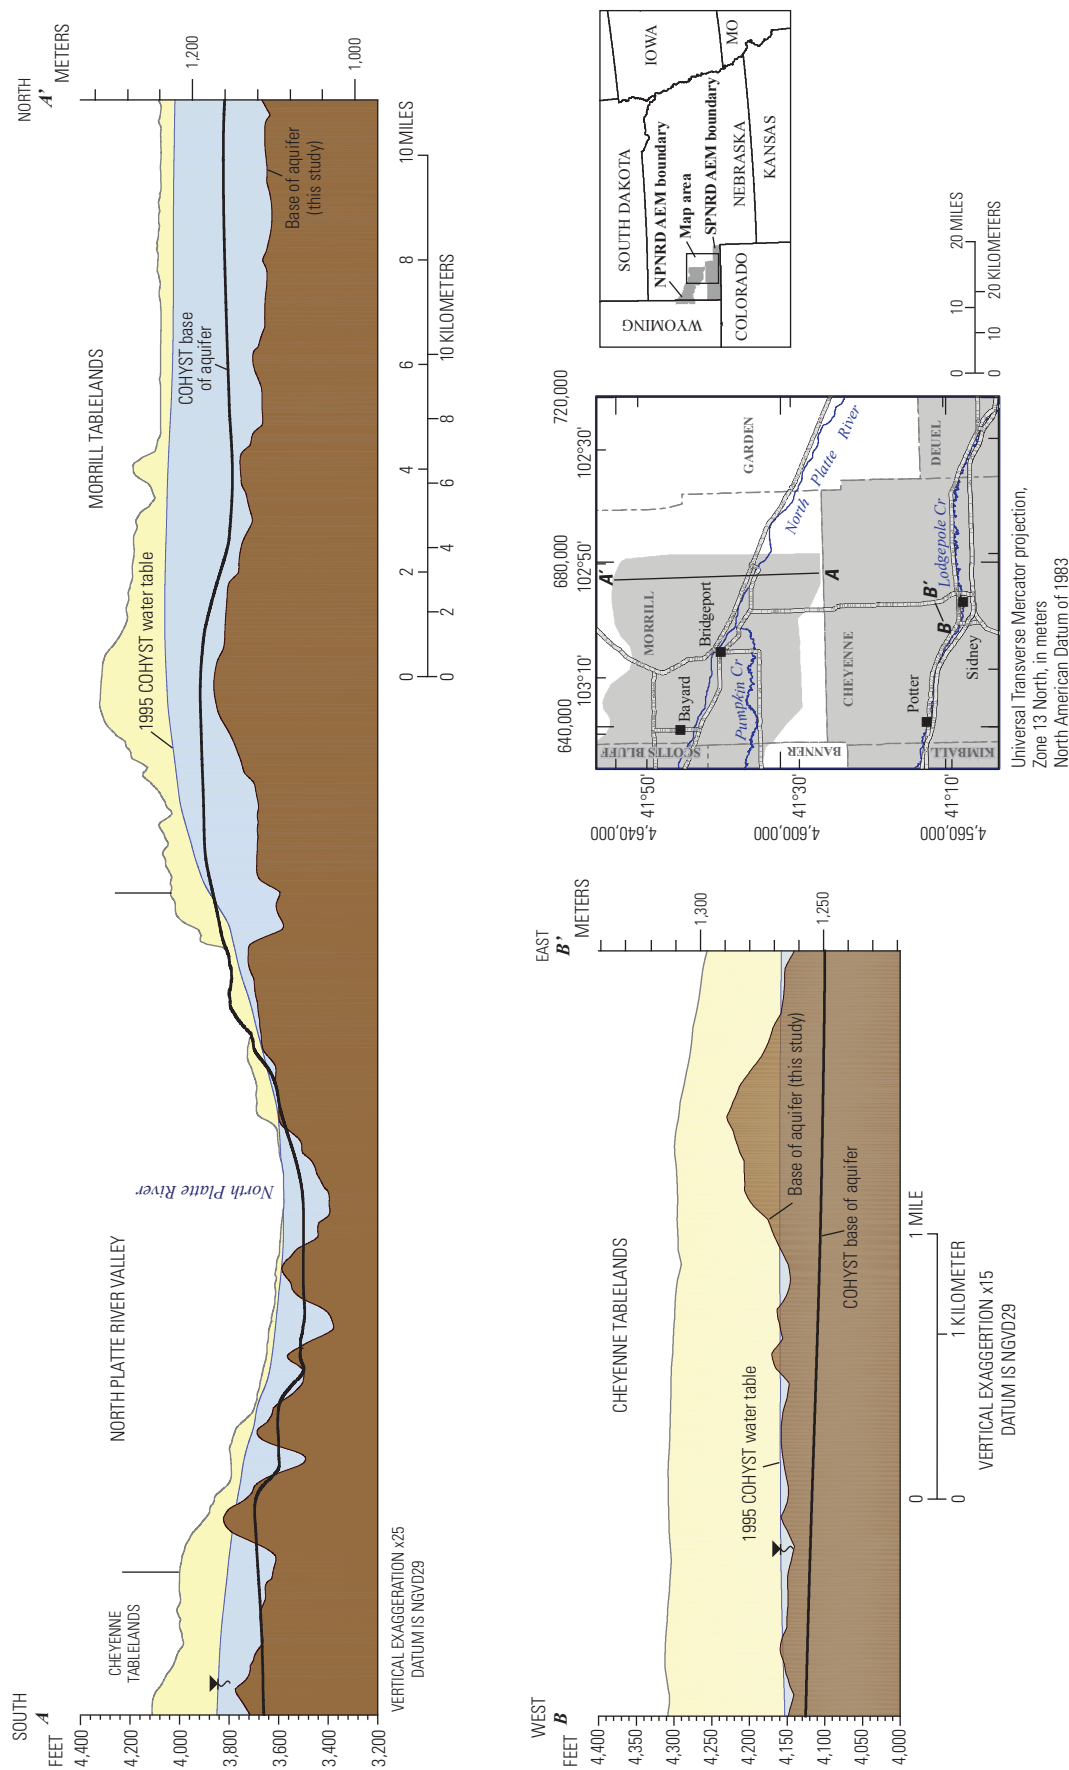 SOUTH
A
FEET
4,400
4,200
4,000
3,800
3,600
3,400
3,200
CHEYENNE
TABLELANDS
NORTH PLATTE RIVER VALLEY
North Platte River
MORRILL TABLELANDS
1995 COHYST water table
COHYST base
of aquifer
Base of aquifer
(this study)
NORTH
A'
METERS
1,200
1,000
0 2 4 6 8 10 MILES
0 2 4 6 8 10 KILOMETERS
VERTICAL EXAGGERATION x25
DATUM IS NGVD29
WEST
B
FEET
4,400
4,350
4,300
4,250
4,200
4,150
4,100
4,050
4,000
CHEYENNE TABLELANDS
1995 COHYST water table
Base of aquifer (this study)
COHYST base of aquifer
EAST
B'
METERS
1,300
1,250
0 1 MILE
0 1 KILOMETER
VERTICAL EXAGGERTION x15
DATUM IS NGVD29
640,000 680,000 720,000
103°10' 102°50' 102°30'
41°50'
4,640,000
41°30'
4,600,000
41°10'
4,560,000
A'
MORRILL
GARDEN
Bayard
Bridgeport
SCOTTS BLUFF
Pumpkin Cr
North Platte River
BANNER
A
CHEYENNE
DEUEL
Potter
B
B'
Lodgepole Cr
KIMBALL
Sidney
Universal Transverse Mercator projection,
Zone 13 North, in meters
North American Datum of 1983
0 10 20 MILES
0 10 20 KILOMETERS
SOUTH DAKOTA
IOWA
NPNRD AEM boundary
Map area
SPNRD AEM boundary
WYOMING
NEBRASKA
MO
COLORADO
KANSAS